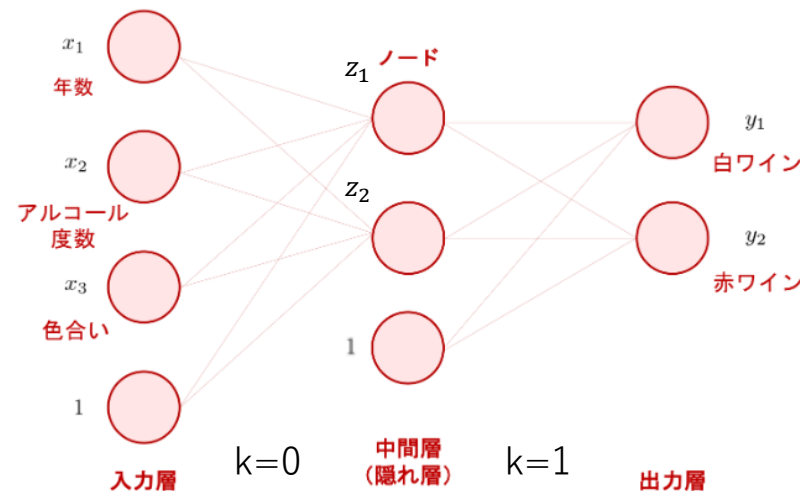 x₁
年数
x₂
アルコール
度数
x₃
色合い
1
入力層
k=0
ノード
z₁
z₂
1
中間層
（隠れ層）
k=1
y₁
白ワイン
y₂
赤ワイン
出力層